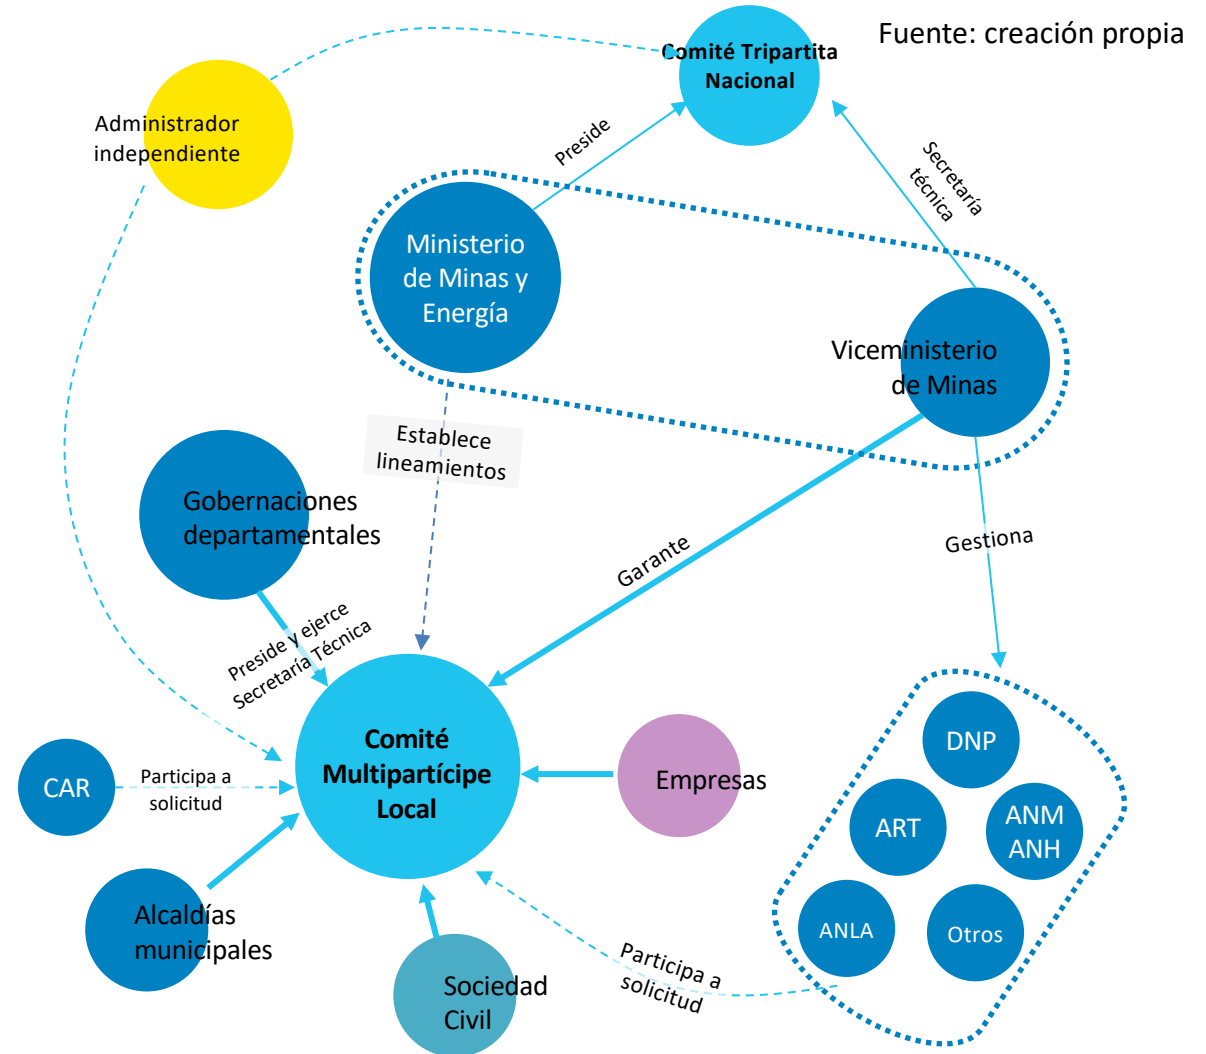 Fuente: creación propia
Comité Tripartita
Nacional
Administrador
independiente
Preside
Secretaría
técnica
Ministerio
de Minas y
Energía
Viceministerio
de Minas
Establece
lineamientos
Gobernaciones
departamentales
Garante
Gestiona
Preside y ejerce
Secretaría Técnica
Comité
Multipartícipe
Local
CAR
Participa a
solicitud
Empresas
DNP
ART
ANM
ANH
ANLA
Otros
Alcaldías
municipales
Sociedad
Civil
Participa a
solicitud